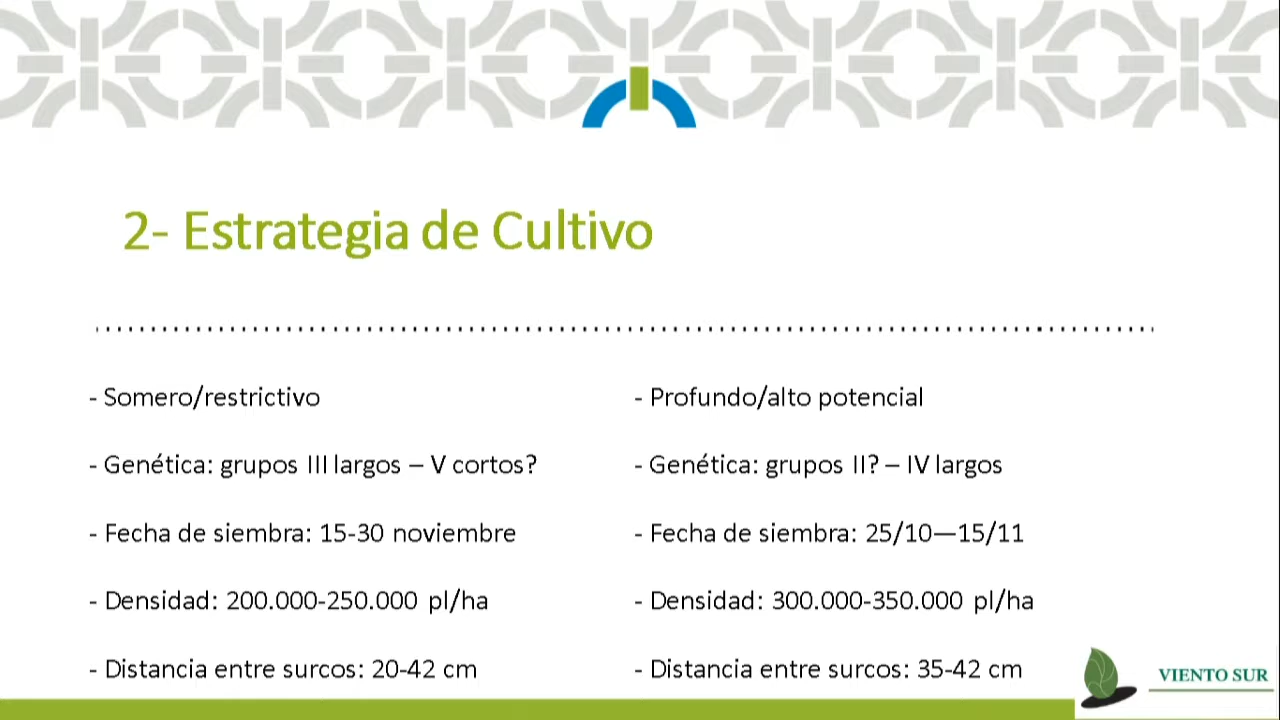 2- Estrategia de Cultivo
- Somero/restrictivo
- Genética: grupos III largos – V cortos?
- Fecha de siembra: 15-30 noviembre
- Densidad: 200.000-250.000 pl/ha
- Distancia entre surcos: 20-42 cm
- Profundo/alto potencial
- Genética: grupos II? – IV largos
- Fecha de siembra: 25/10—15/11
- Densidad: 300.000-350.000 pl/ha
- Distancia entre surcos: 35-42 cm
VIENTO SUR